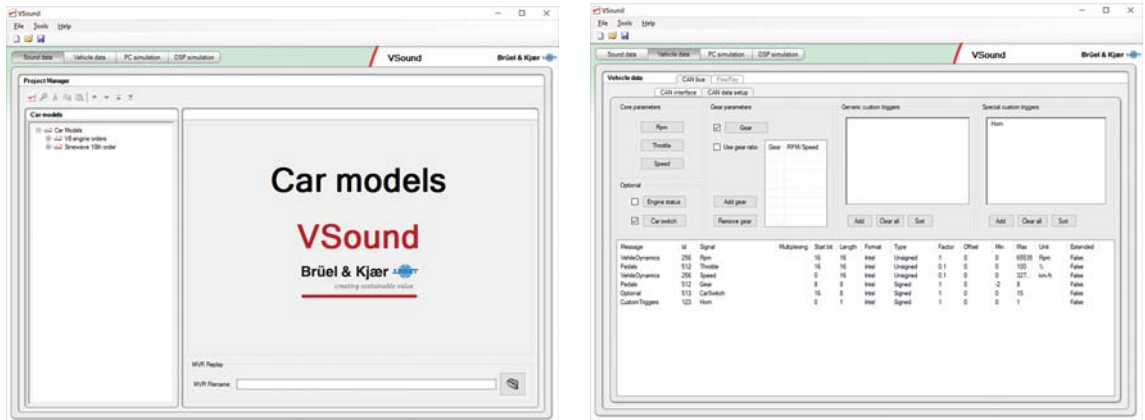 VSound
File Tools Help
Sound data Vehicle data PC simulation DSP simulation
VSound
Brüel & Kjær
Project Manager
Car models
Car Models
V8 engine orders
Sinewave 10th order
Car models
VSound
Brüel & Kjær
creating sustainable value
MVR Replay
MVR Filename:
VSound
File Tools Help
Sound data Vehicle data PC simulation DSP simulation
VSound
Brüel & Kjær
Vehicle data
CAN bus FlexRay
CAN interface CAN data setup
Core parameters Gear parameters Generic custom triggers Special custom triggers
Rpm Gear Horn
Throttle Use gear ratio Gear RPM/Speed
Speed
Optional
Engine status Add gear
Car switch Remove gear Add Clear all Sort Add Clear all Sort
Message Id Signal Multiplexing Start bit Length Format Type Factor Offset Min Max Unit Extended
VehileDynamics 256 Rpm 16 16 Intel Unsigned 1 0 0 65535 Rpm False
Pedals 512 Throttle 16 16 Intel Unsigned 0.1 0 0 100 % False
VehileDynamics 256 Speed 0 16 Intel Unsigned 0.1 0 0 327... km/h False
Pedals 512 Gear 8 8 Intel Signed 1 0 -2 8 False
Optional 513 CarSwitch 16 8 Intel Signed 1 0 0 15 False
CustomTriggers 123 Horn 0 1 Intel Signed 1 0 0 1 False